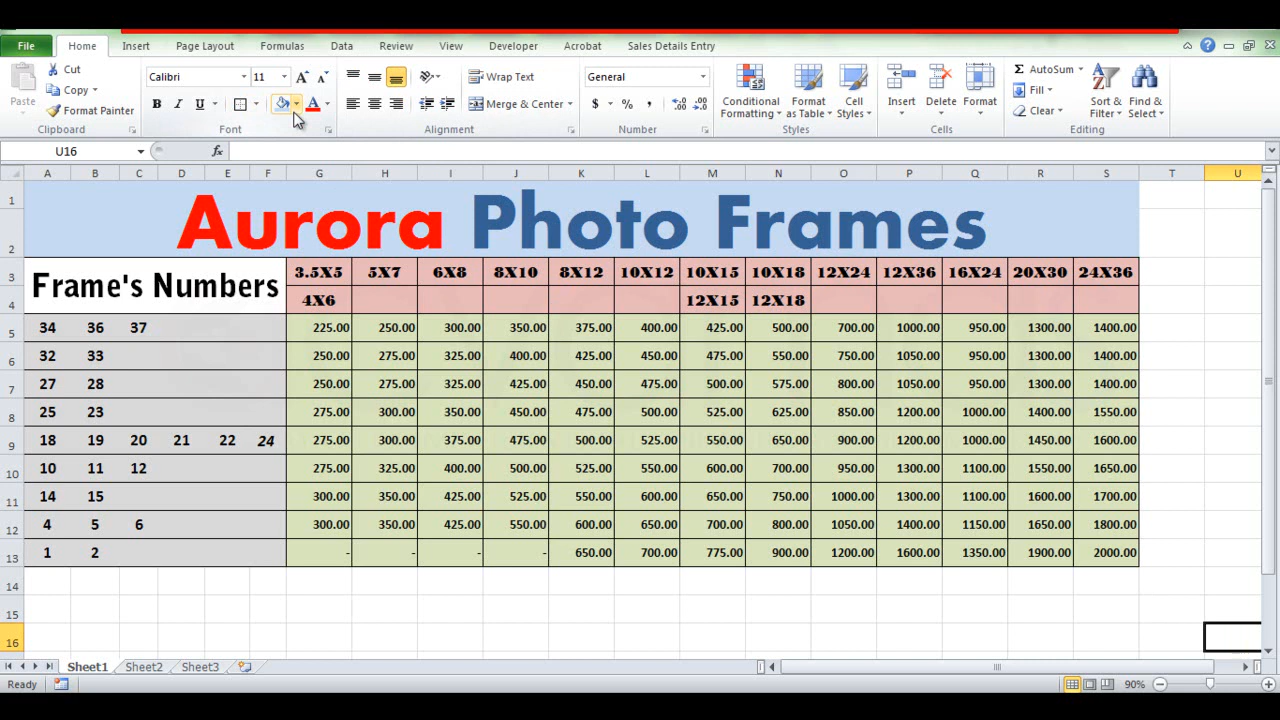 File Home Insert Page Layout Formulas Data Review View Developer Acrobat Sales Details Entry
Paste Cut Calibri 11 Wrap Text General Conditional Formatting Format as Table Cell Styles Insert Delete Format AutoSum Sort & Filter Find & Select
Copy B I U A Merge & Center $ % , Fill
Format Painter Clear
Clipboard Font Alignment Number Styles Cells Editing
U16 fx
A B C D E F G H I J K L M N O P Q R S T U
1 Aurora Photo Frames
2
3 Frame's Numbers 3.5X5 5X7 6X8 8X10 8X12 10X12 10X15 10X18 12X24 12X36 16X24 20X30 24X36
4 4X6 12X15 12X18
5 34 36 37 225.00 250.00 300.00 350.00 375.00 400.00 425.00 500.00 700.00 1000.00 950.00 1300.00 1400.00
6 32 33 250.00 275.00 325.00 400.00 425.00 450.00 475.00 550.00 750.00 1050.00 950.00 1300.00 1400.00
7 27 28 250.00 275.00 325.00 425.00 450.00 475.00 500.00 575.00 800.00 1050.00 950.00 1300.00 1400.00
8 25 23 275.00 300.00 350.00 450.00 475.00 500.00 525.00 625.00 850.00 1200.00 1000.00 1400.00 1550.00
9 18 19 20 21 22 24 275.00 300.00 375.00 475.00 500.00 525.00 550.00 650.00 900.00 1200.00 1000.00 1450.00 1600.00
10 10 11 12 275.00 325.00 400.00 500.00 525.00 550.00 600.00 700.00 950.00 1300.00 1100.00 1550.00 1650.00
11 14 15 300.00 350.00 425.00 525.00 550.00 600.00 650.00 750.00 1000.00 1300.00 1100.00 1600.00 1700.00
12 4 5 6 300.00 350.00 425.00 550.00 600.00 650.00 700.00 800.00 1050.00 1400.00 1150.00 1650.00 1800.00
13 1 2 - - - - 650.00 700.00 775.00 900.00 1200.00 1600.00 1350.00 1900.00 2000.00
14
15
16
Sheet1 Sheet2 Sheet3
Ready 90%